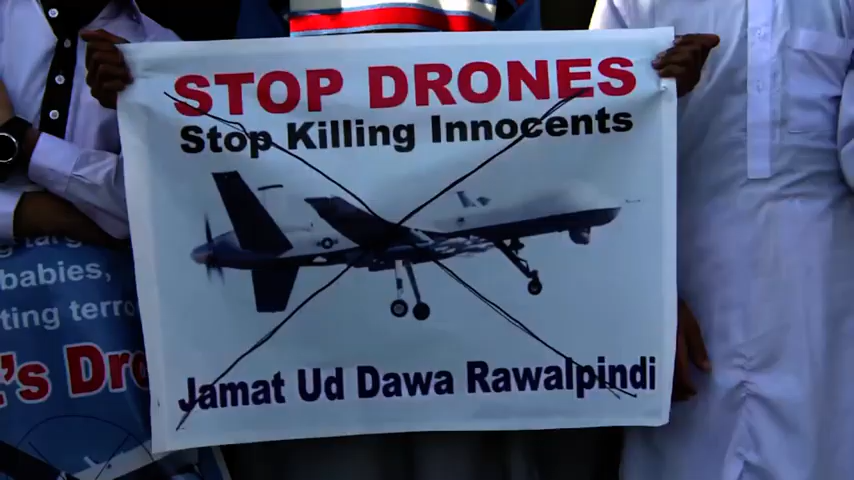 STOP DRONES
Stop Killing Innocents
Jamat Ud Dawa Rawalpindi
babies,